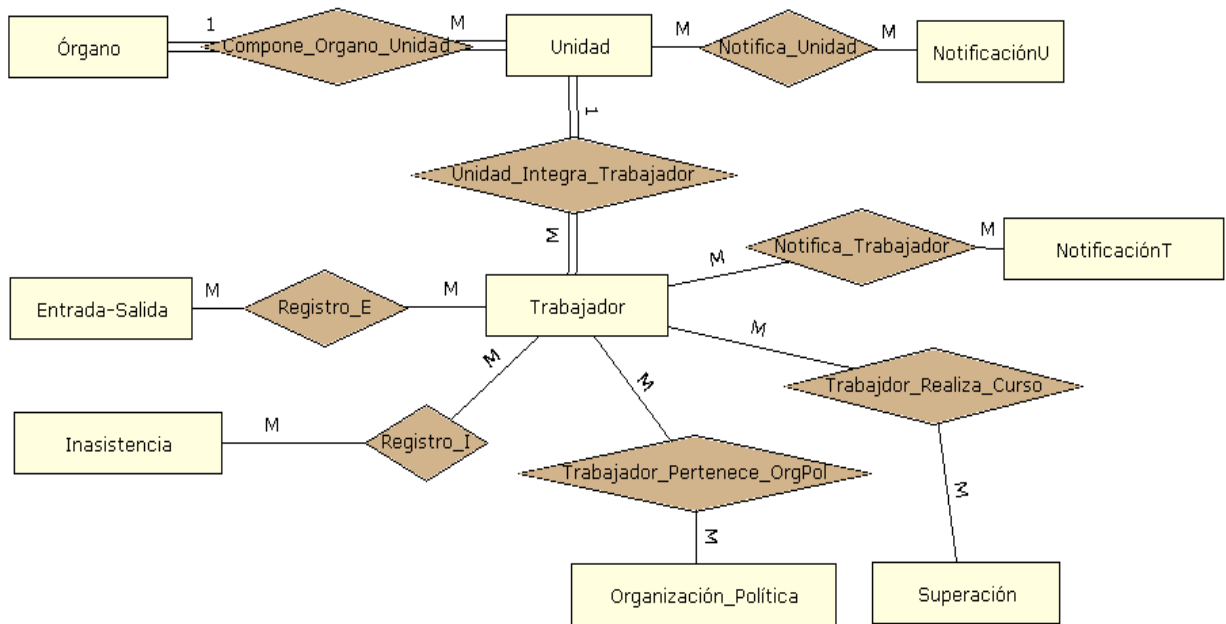 Órgano
1
Compone_Organo_Unidad
M
Unidad
M
Notifica_Unidad
M
NotificaciónU
1
Unidad_Integra_Trabajador
M
Notifica_Trabajador
M
M
NotificaciónT
Entrada-Salida
M
Registro_E
M
Trabajador
M
Trabajdor_Realiza_Curso
M
M
Inasistencia
M
Registro_I
M
Trabajador_Pertenece_OrgPol
M
M
Organización_Política
Superación